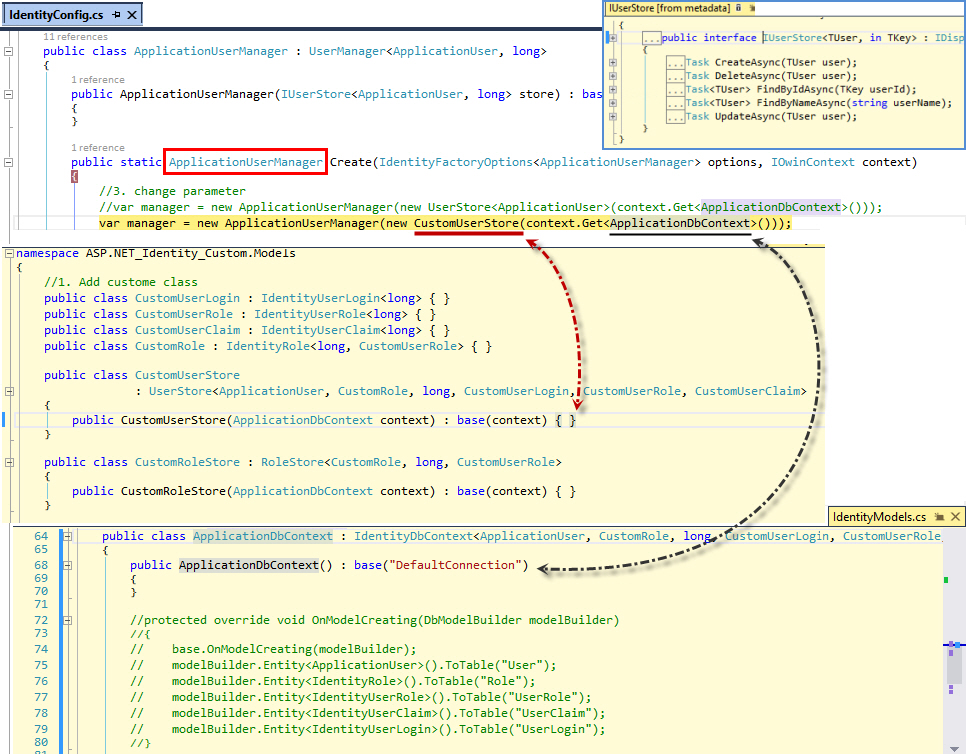 IdentityConfig.cs
11 references
public class ApplicationUserManager : UserManager<ApplicationUser, long>
{
1 reference
public ApplicationUserManager(IUserStore<ApplicationUser, long> store) : bas
{
}
1 reference
public static ApplicationUserManager Create(IdentityFactoryOptions<ApplicationUserManager> options, IOwinContext context)
{
//3. change parameter
//var manager = new ApplicationUserManager(new UserStore<ApplicationUser>(context.Get<ApplicationDbContext>()));
var manager = new ApplicationUserManager(new CustomUserStore(context.Get<ApplicationDbContext>()));
IUserStore [from metadata]
{
...public interface IUserStore<TUser, in TKey> : IDisp
{
...Task CreateAsync(TUser user);
...Task DeleteAsync(TUser user);
...Task<TUser> FindByIdAsync(TKey userId);
...Task<TUser> FindByNameAsync(string userName);
...Task UpdateAsync(TUser user);
}
}
namespace ASP.NET_Identity_Custom.Models
{
//1. Add custome class
public class CustomUserLogin : IdentityUserLogin<long> { }
public class CustomUserRole : IdentityUserRole<long> { }
public class CustomUserClaim : IdentityUserClaim<long> { }
public class CustomRole : IdentityRole<long, CustomUserRole> { }
public class CustomUserStore
: UserStore<ApplicationUser, CustomRole, long, CustomUserLogin, CustomUserRole, CustomUserClaim>
{
public CustomUserStore(ApplicationDbContext context) : base(context) { }
}
public class CustomRoleStore : RoleStore<CustomRole, long, CustomUserRole>
{
public CustomRoleStore(ApplicationDbContext context) : base(context) { }
}
IdentityModels.cs
64 public class ApplicationDbContext : IdentityDbContext<ApplicationUser, CustomRole, long, CustomUserLogin, CustomUserRole,
65 {
68 public ApplicationDbContext() : base("DefaultConnection")
69 {
70 }
71
72 //protected override void OnModelCreating(DbModelBuilder modelBuilder)
73 //{
74 // base.OnModelCreating(modelBuilder);
75 // modelBuilder.Entity<ApplicationUser>().ToTable("User");
76 // modelBuilder.Entity<IdentityRole>().ToTable("Role");
77 // modelBuilder.Entity<IdentityUserRole>().ToTable("UserRole");
78 // modelBuilder.Entity<IdentityUserClaim>().ToTable("UserClaim");
79 // modelBuilder.Entity<IdentityUserLogin>().ToTable("UserLogin");
80 //}